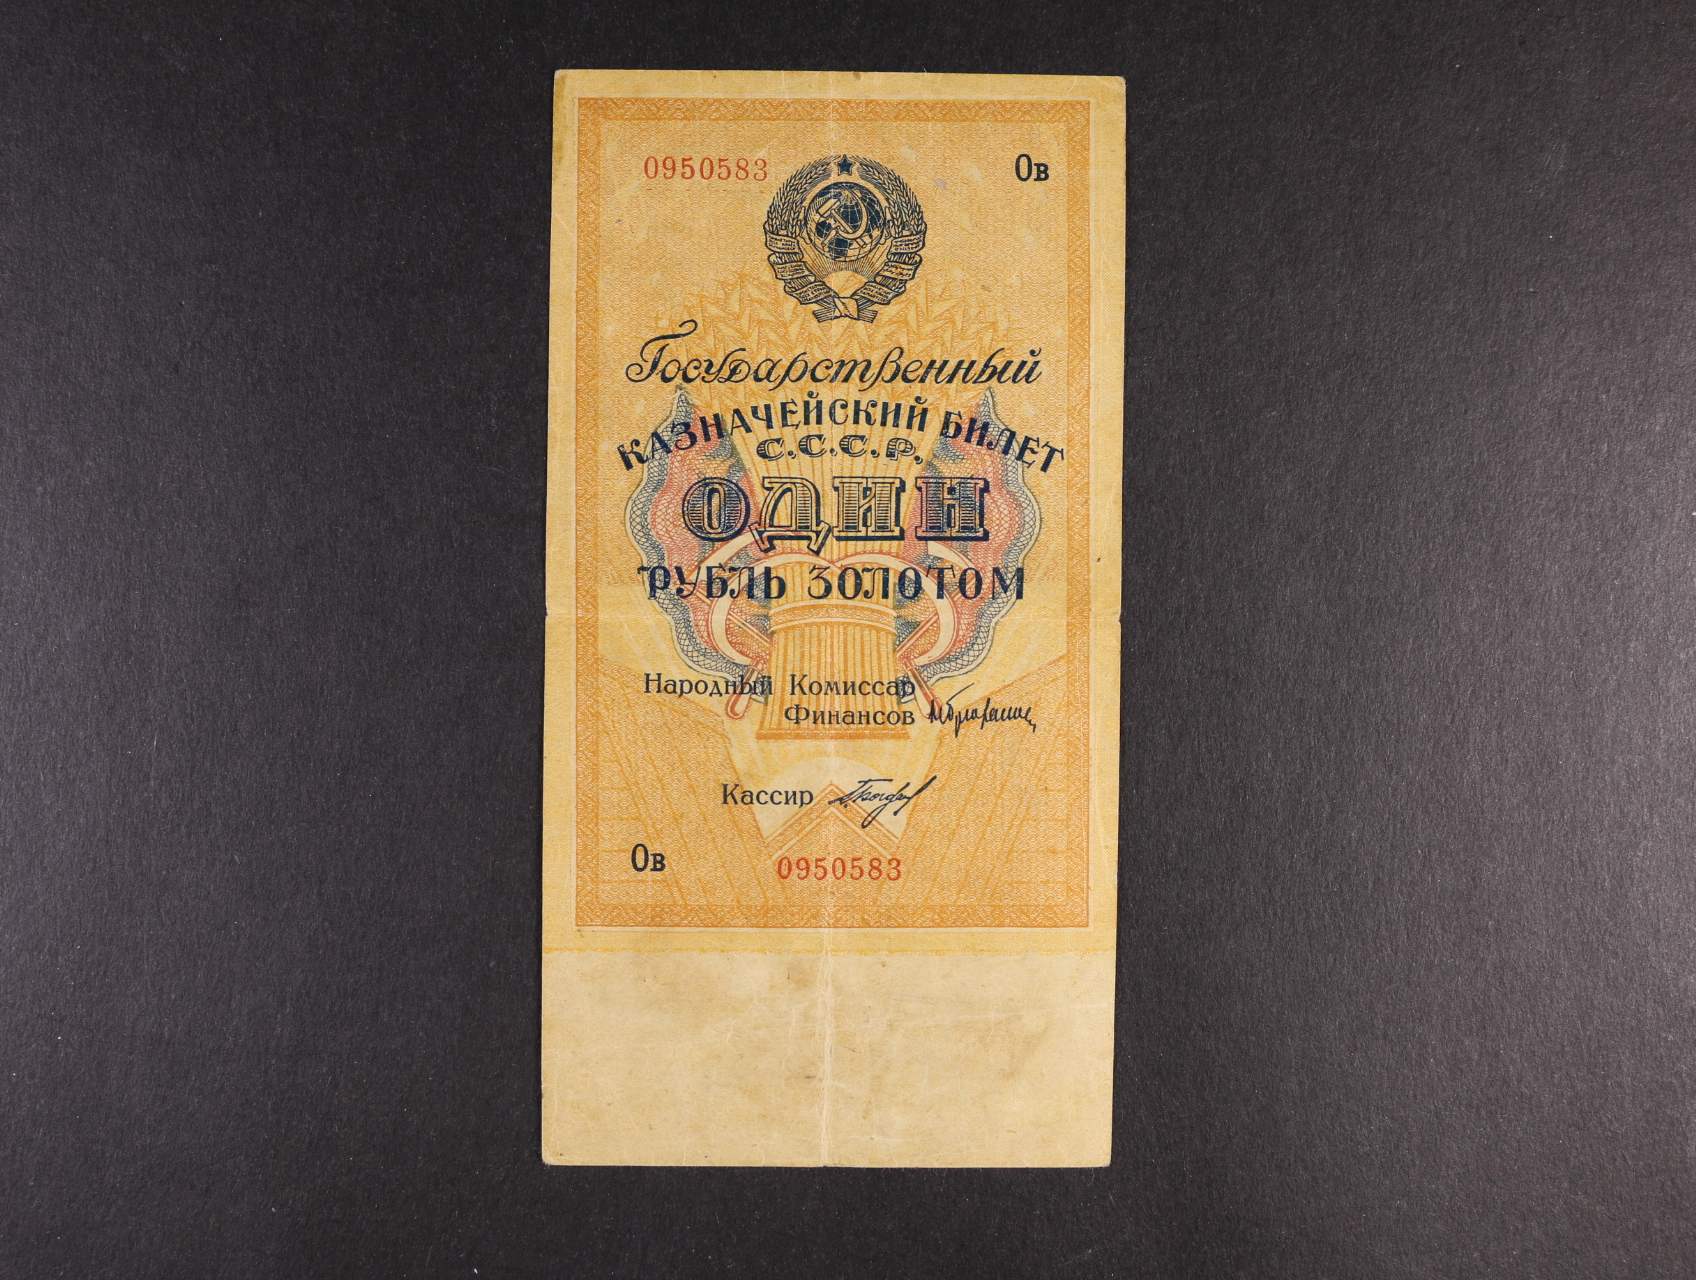 0950583 Ов
Государственный
КАЗНАЧЕЙСКИЙ БИЛЕТ
С.С.С.Р.
ОДИН
РУБЛЬ ЗОЛОТОМ
Народный Комиссар
Финансов
Кассир
Ов 0950583